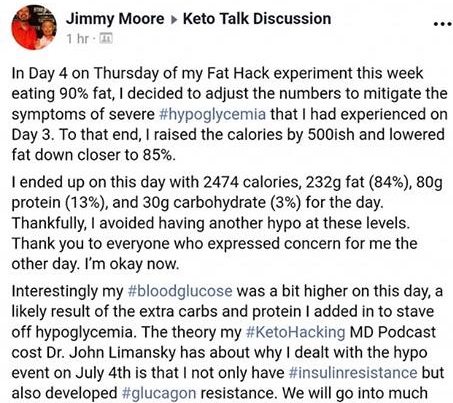 Jimmy Moore ▸ Keto Talk Discussion
1 hr ·
In Day 4 on Thursday of my Fat Hack experiment this week
eating 90% fat, I decided to adjust the numbers to mitigate the
symptoms of severe #hypoglycemia that I had experienced on
Day 3. To that end, I raised the calories by 500ish and lowered
fat down closer to 85%.
I ended up on this day with 2474 calories, 232g fat (84%), 80g
protein (13%), and 30g carbohydrate (3%) for the day.
Thankfully, I avoided having another hypo at these levels.
Thank you to everyone who expressed concern for me the
other day. I'm okay now.
Interestingly my #bloodglucose was a bit higher on this day, a
likely result of the extra carbs and protein I added in to stave
off hypoglycemia. The theory my #KetoHacking MD Podcast
cost Dr. John Limansky has about why I dealt with the hypo
event on July 4th is that I not only have #insulinresistance but
also developed #glucagon resistance. We will go into much